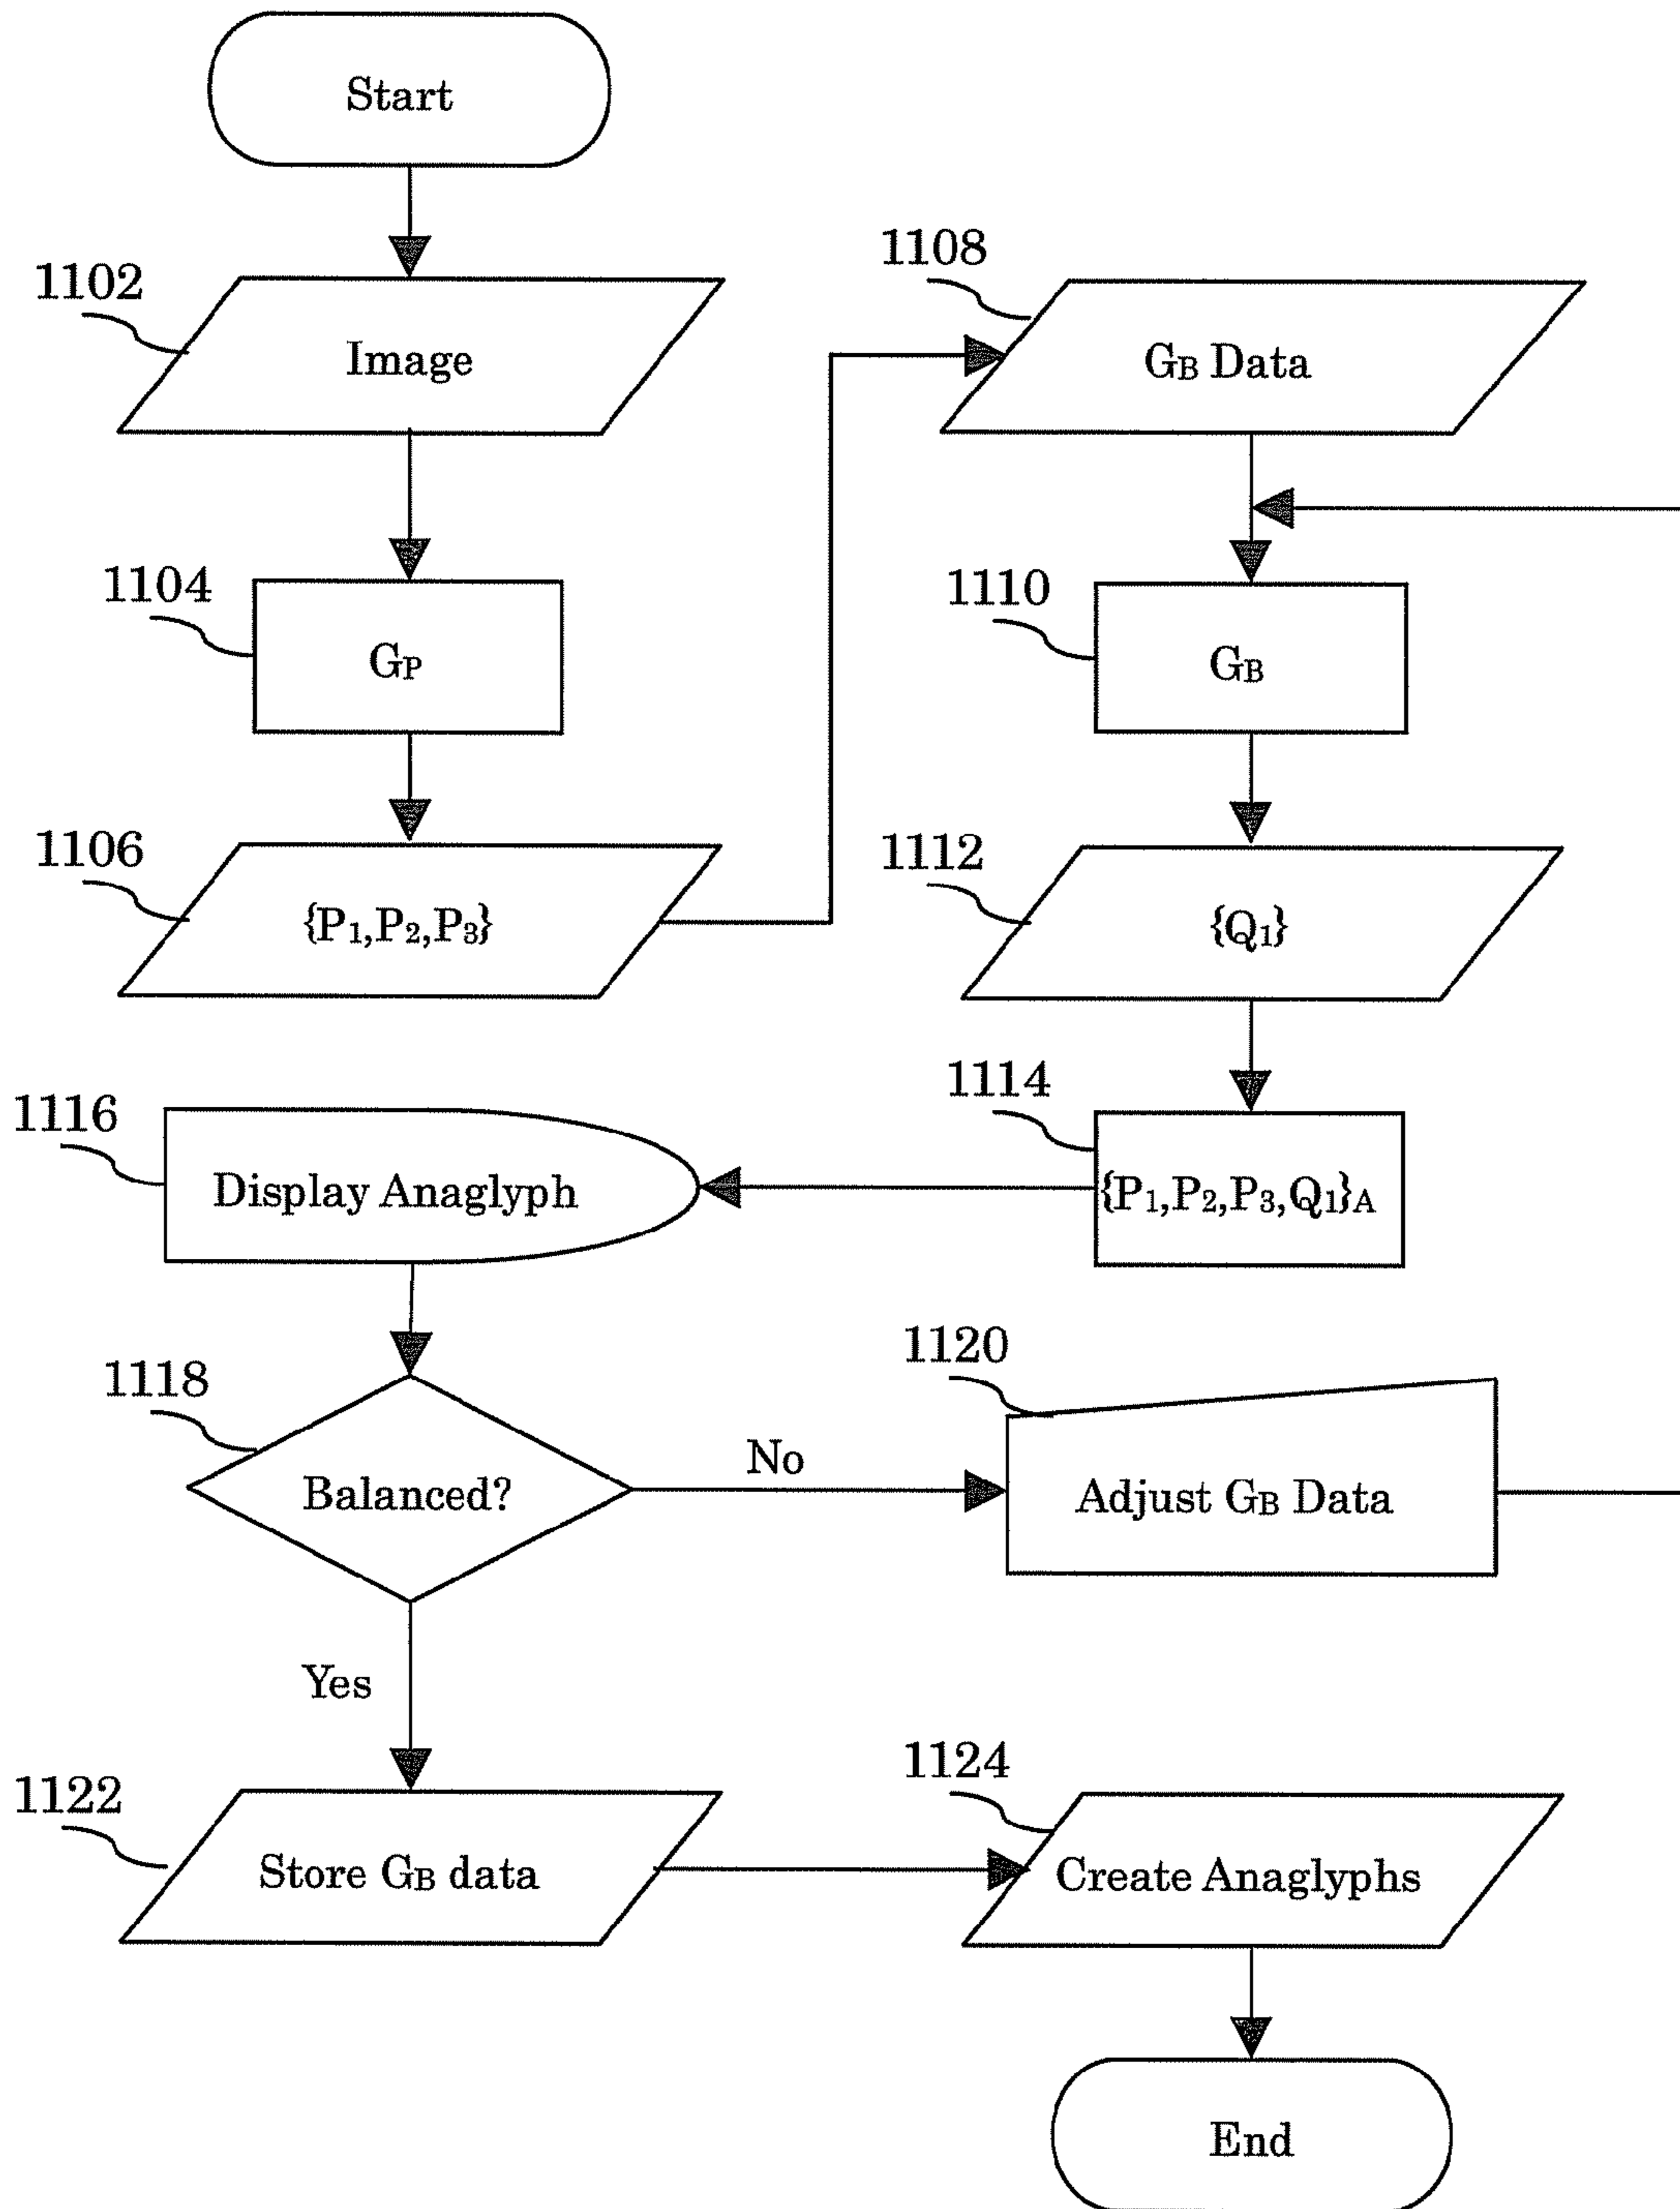 Start
1102
Image
1104
GP
1106
{P1,P2,P3}
1108
GB Data
1110
GB
1112
{Q1}
1114
{P1,P2,P3,Q1}A
1116
Display Anaglyph
1118
Balanced?
No
1120
Adjust GB Data
Yes
1122
Store GB data
1124
Create Anaglyphs
End